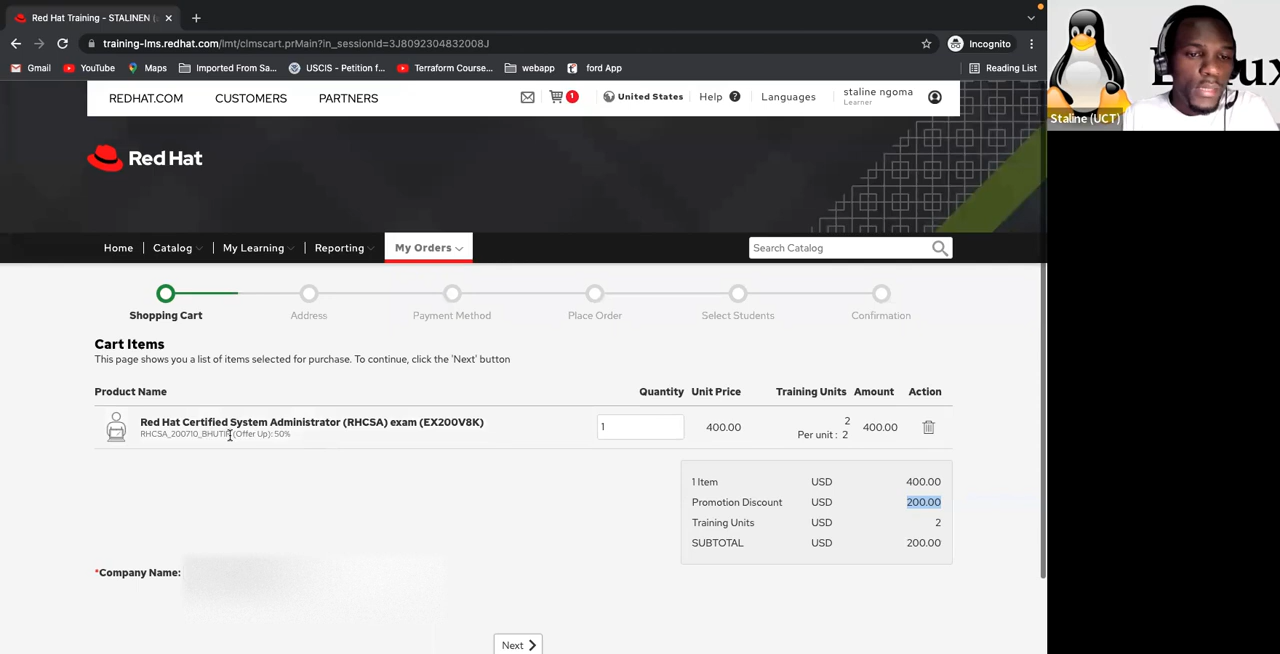 Red Hat Training - STALINEN
training-lms.redhat.com/lmt/clmscart.prMain?in_sessionId=3J8092304832008J
Incognito
Gmail YouTube Maps Imported From Sa... USCIS - Petition f... Terraform Course... webapp ford App Reading List
REDHAT.COM CUSTOMERS PARTNERS 1 United States Help ? Languages staline ngoma
Learner
Staline (UCT)
Red Hat
Home Catalog My Learning Reporting My Orders Search Catalog
Shopping Cart Address Payment Method Place Order Select Students Confirmation
Cart Items
This page shows you a list of items selected for purchase. To continue, click the 'Next' button
Product Name Quantity Unit Price Training Units Amount Action
Red Hat Certified System Administrator (RHCSA) exam (EX200V8K) 1 400.00 2 400.00
(Offer Up): 50% Per unit : 2
1 Item USD 400.00
Promotion Discount USD 200.00
Training Units USD 2
SUBTOTAL USD 200.00
*Company Name:
Next